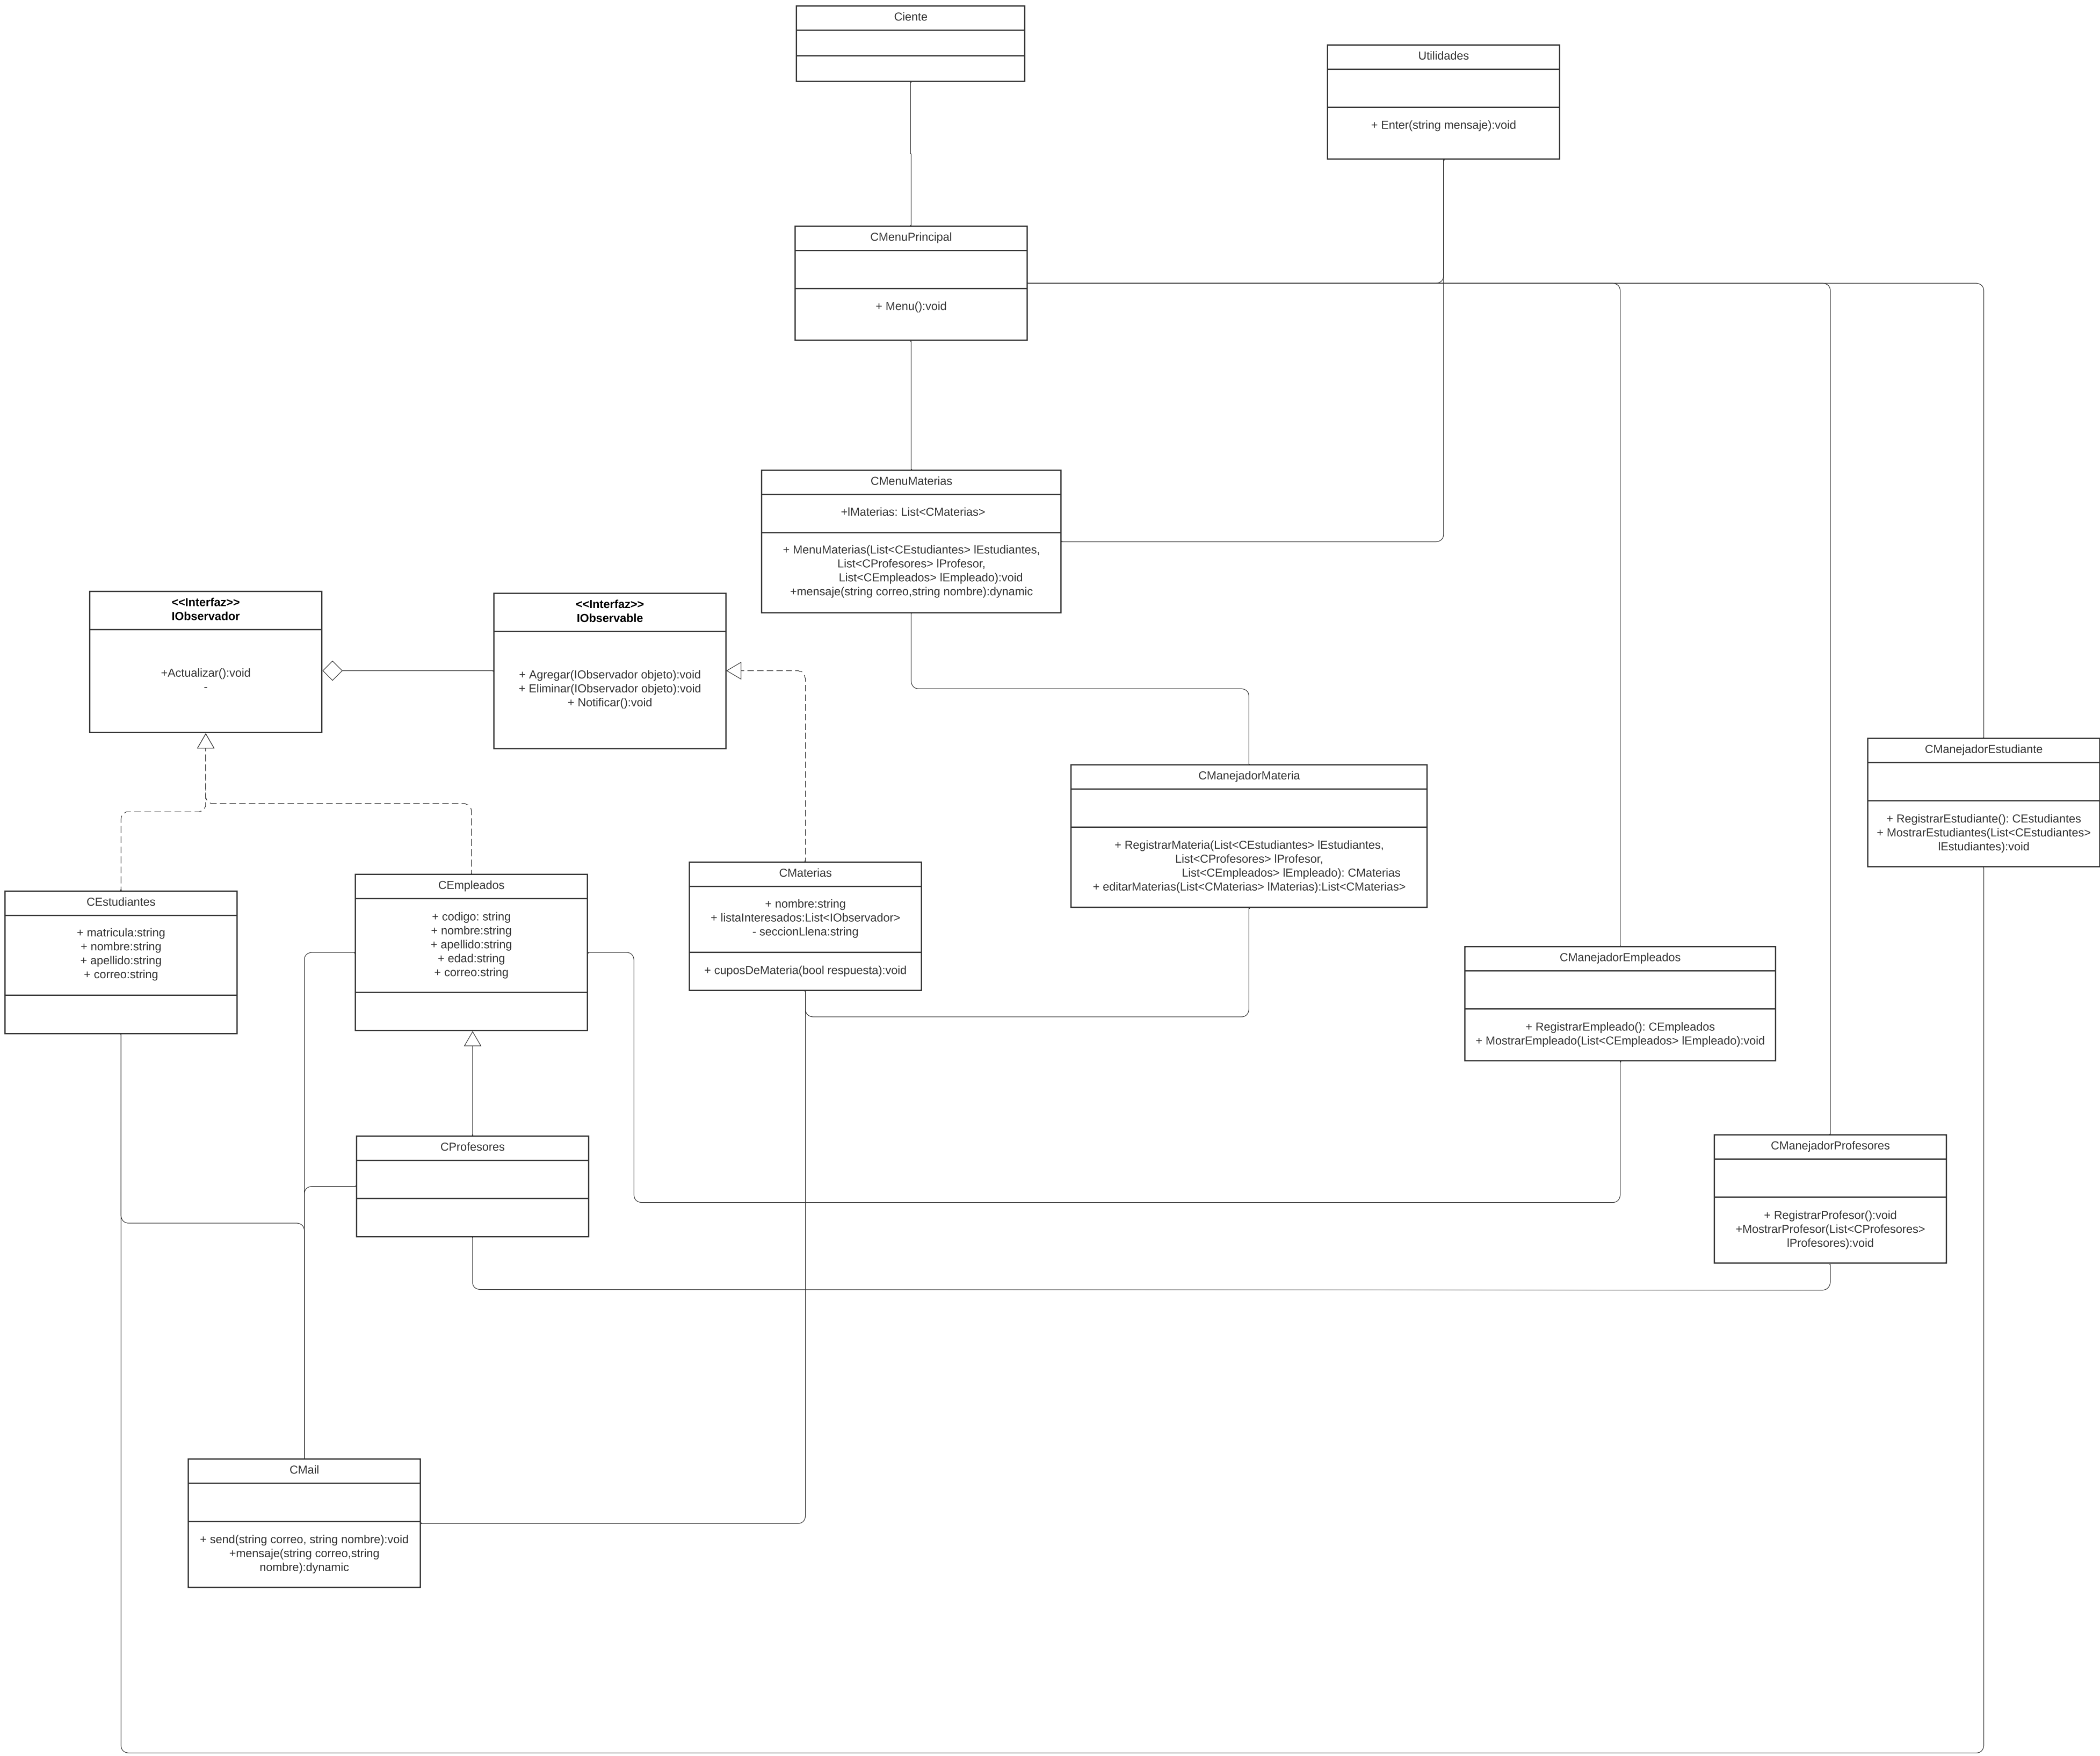 Ciente
Utilidades
+ Enter(string mensaje):void
CMenuPrincipal
+ Menu():void
CMenuMaterias
+lMaterias: List<CMaterias>
+ MenuMaterias(List<CEstudiantes> lEstudiantes,
List<CProfesores> lProfesor,
List<CEmpleados> lEmpleado):void
+mensaje(string correo,string nombre):dynamic
<<Interfaz>>
IObservador
+Actualizar():void
-
<<Interfaz>>
IObservable
+ Agregar(IObservador objeto):void
+ Eliminar(IObservador objeto):void
+ Notificar():void
CManejadorMateria
+ RegistrarMateria(List<CEstudiantes> lEstudiantes,
List<CProfesores> lProfesor,
List<CEmpleados> lEmpleado): CMaterias
+ editarMaterias(List<CMaterias> lMaterias):List<CMaterias>
CManejadorEstudiante
+ RegistrarEstudiante(): CEstudiantes
+ MostrarEstudiantes(List<CEstudiantes>
lEstudiantes):void
CEstudiantes
+ matricula:string
+ nombre:string
+ apellido:string
+ correo:string
CEmpleados
+ codigo: string
+ nombre:string
+ apellido:string
+ edad:string
+ correo:string
CMaterias
+ nombre:string
+ listaInteresados:List<IObservador>
- seccionLlena:string
+ cuposDeMateria(bool respuesta):void
CManejadorEmpleados
+ RegistrarEmpleado(): CEmpleados
+ MostrarEmpleado(List<CEmpleados> lEmpleado):void
CProfesores
CManejadorProfesores
+ RegistrarProfesor():void
+MostrarProfesor(List<CProfesores>
lProfesores):void
CMail
+ send(string correo, string nombre):void
+mensaje(string correo,string
nombre):dynamic